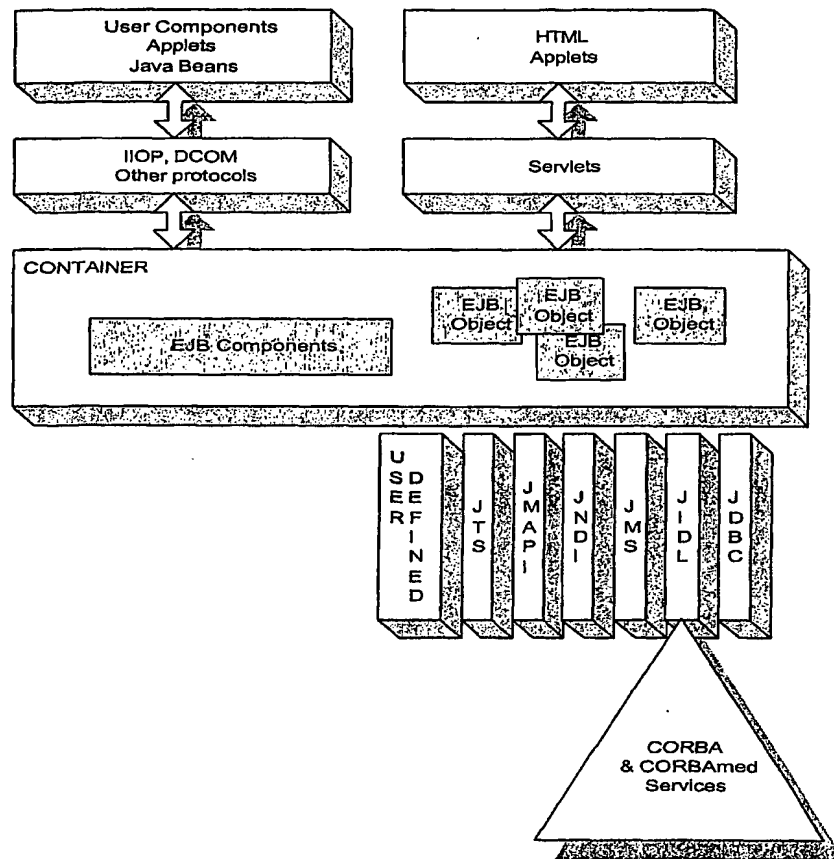 User Components
Applets
Java Beans
HTML
Applets
IIOP, DCOM
Other protocols
Servlets
CONTAINER
EJB Components
EJB
Object
EJB
Object
EJB
Object
EJB
Object
USER
DEFINED
JTS
JMAPI
JNDI
JMS
JIDL
JDBC
CORBA
& CORBAmed
Services